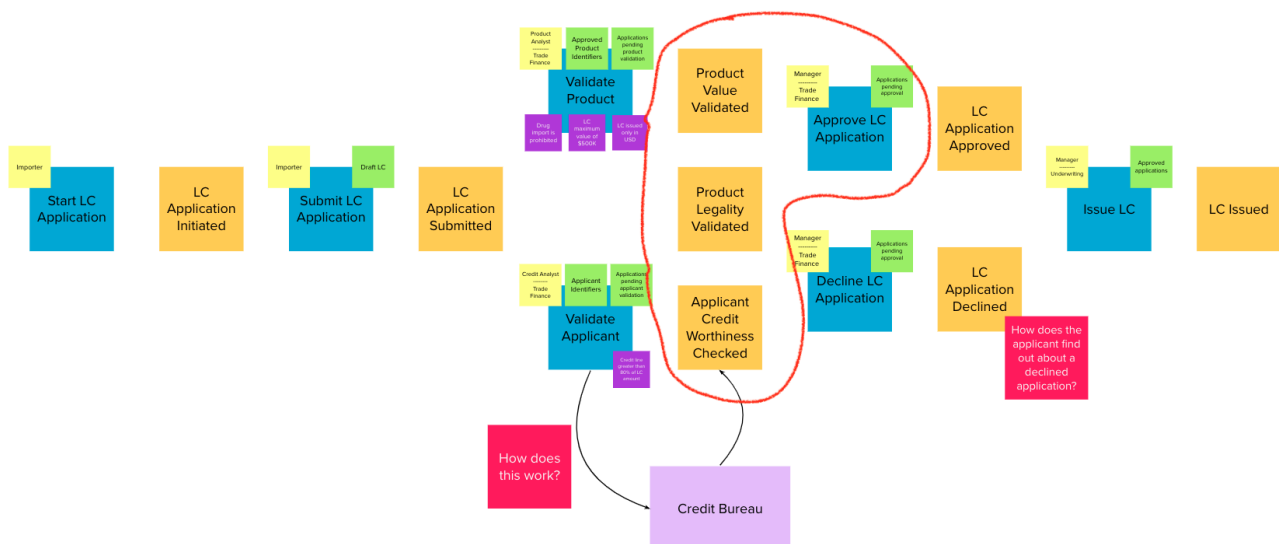 Importer
Start LC
Application
LC
Application
Initiated
Importer
Draft LC
Submit LC
Application
LC
Application
Submitted
Product
Analyst
--------
Trade
Finance
Approved
Product
Identifiers
Applications
pending
product
validation
Validate
Product
Drug
import is
prohibited
LC
maximum
value of
$500K
LC issued
only in
USD
Credit Analyst
-------
Trade
Finance
Applicant
Identifiers
Applications
pending
applicant
validation
Validate
Applicant
Credit line
greater than
80% of LC
amount
How does
this work?
Credit Bureau
Product
Value
Validated
Product
Legality
Validated
Applicant
Credit
Worthiness
Checked
Manager
---------
Trade
Finance
Applications
pending
approval
Approve LC
Application
LC
Application
Approved
Manager
---------
Trade
Finance
Applications
pending
approval
Decline LC
Application
LC
Application
Declined
How does the
applicant find
out about a
declined
application?
Manager
--------
Underwriting
Approved
applications
Issue LC
LC Issued